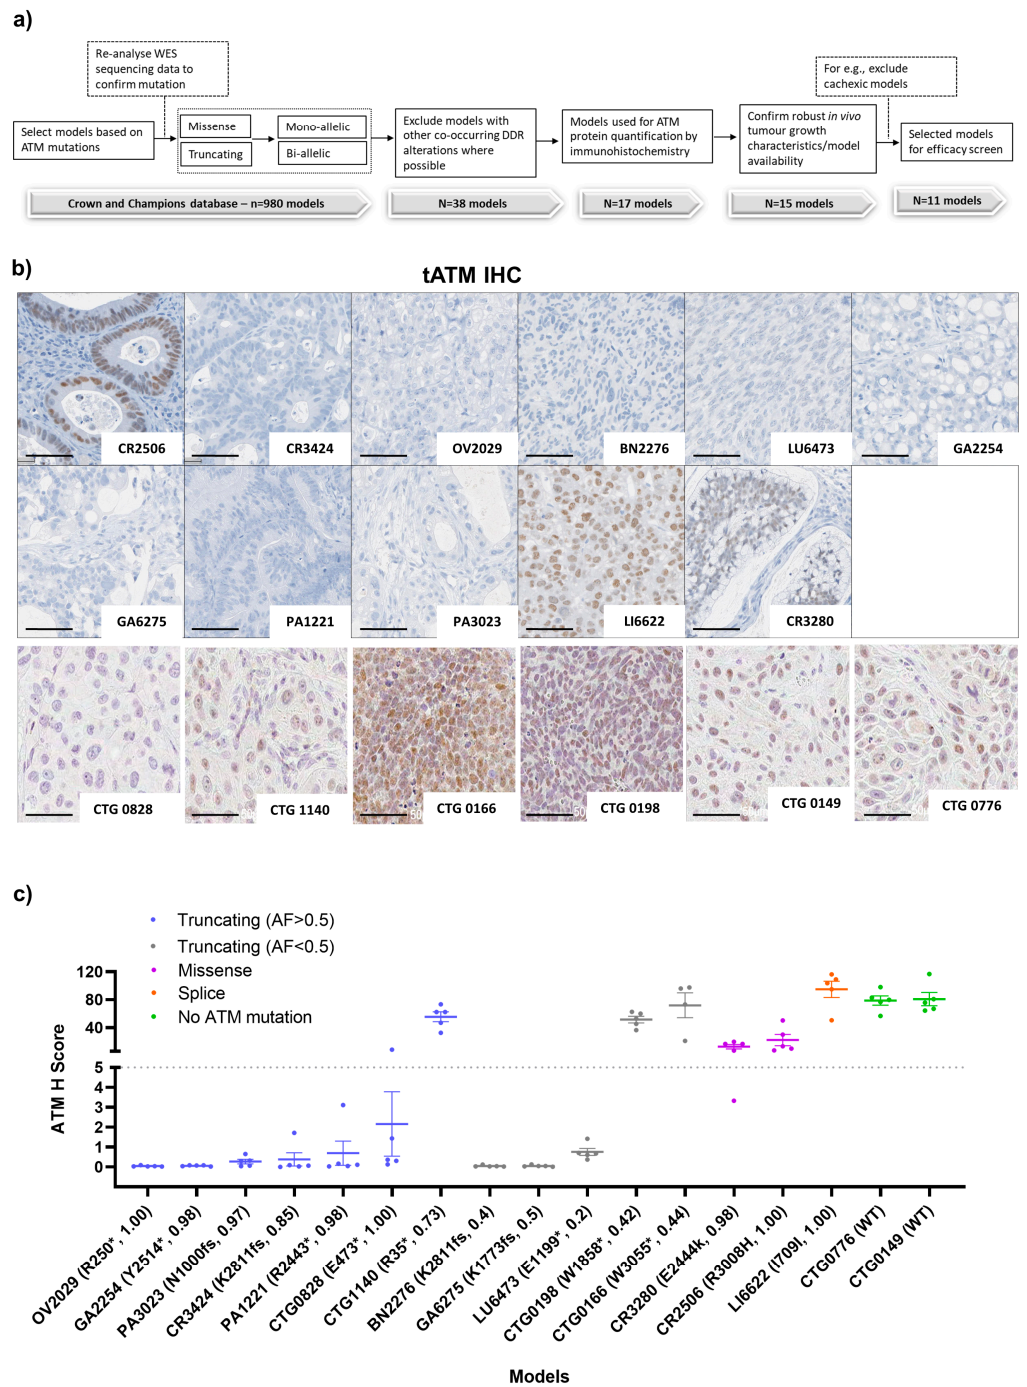 a)
Re-analyse WES
sequencing data to
confirm mutation
For e.g., exclude
cachexic models
Select models based on
ATM mutations
Missense
Mono-allelic
Truncating
Bi-allelic
Exclude models with
other co-occurring DDR
alterations where
possible
Models used for ATM
protein quantification by
immunohistochemistry
Confirm robust in vivo
tumour growth
characteristics/model
availability
Selected models
for efficacy screen
Crown and Champions database – n=980 models
N=38 models
N=17 models
N=15 models
N=11 models
b)
tATM IHC
CR2506
CR3424
OV2029
BN2276
LU6473
GA2254
GA6275
PA1221
PA3023
LI6622
CR3280
CTG 0828
CTG 1140
CTG 0166
CTG 0198
CTG 0149
CTG 0776
c)
Truncating (AF>0.5)
Truncating (AF<0.5)
Missense
Splice
No ATM mutation
ATM H Score
120
80
40
5
4
3
2
1
0
OV2029 (R250*, 1.00)
GA2254 (Y2514*, 0.98)
PA3023 (N1000fs, 0.97)
CR3424 (K2811fs, 0.85)
PA1221 (R2443*, 0.98)
CTG0828 (E473*, 1.00)
CTG1140 (R35*, 0.73)
BN2276 (K2811fs, 0.4)
GA6275 (K1773fs, 0.5)
LU6473 (E1199*, 0.2)
CTG0198 (W1858*, 0.42)
CTG0166 (W3055*, 0.44)
CR3280 (E2444k, 0.98)
CR2506 (R3008H, 1.00)
LI6622 (I709I, 1.00)
CTG0776 (WT)
CTG0149 (WT)
Models